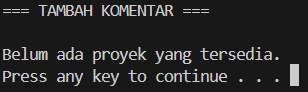 === TAMBAH KOMENTAR ===
Belum ada proyek yang tersedia.
Press any key to continue . . .